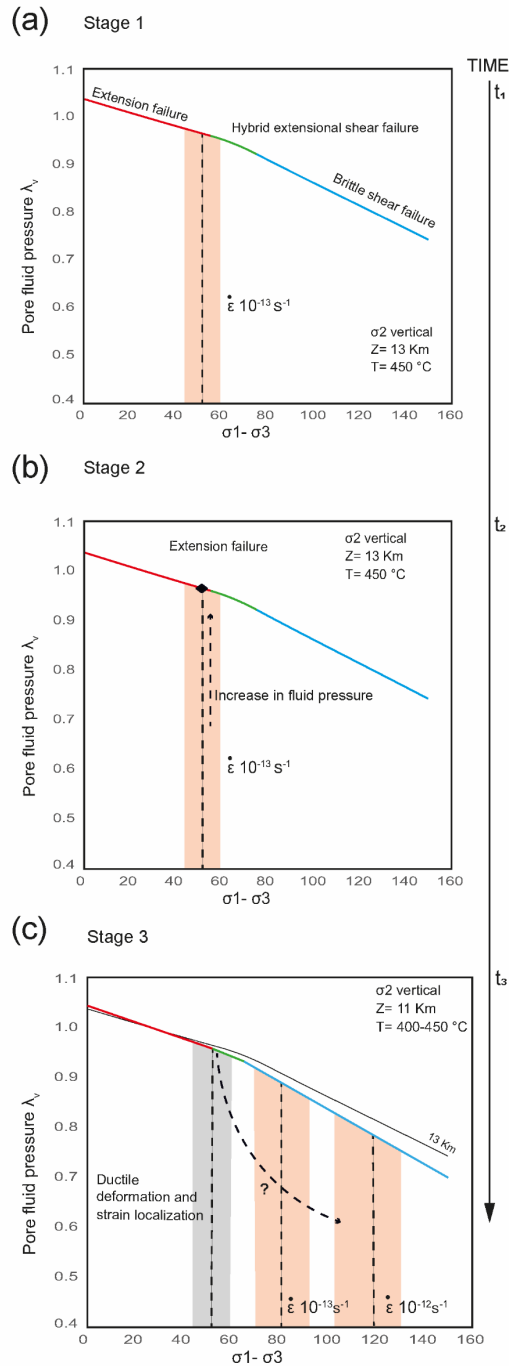 (a) Stage 1
TIME
t₁
1.1
1.0
0.9
0.8
0.7
0.6
0.5
0.4
Pore fluid pressure λᵥ
Extension failure
Hybrid extensional shear failure
Brittle shear failure
ε̇ 10⁻¹³ s⁻¹
σ2 vertical
Z= 13 Km
T= 450 °C
0 20 40 60 80 100 120 140 160
σ1- σ3
(b) Stage 2
t₂
1.1
1.0
0.9
0.8
0.7
0.6
0.5
0.4
Pore fluid pressure λᵥ
Extension failure
σ2 vertical
Z= 13 Km
T= 450 °C
Increase in fluid pressure
ε̇ 10⁻¹³ s⁻¹
0 20 40 60 80 100 120 140 160
σ1- σ3
(c) Stage 3
t₃
1.1
1.0
0.9
0.8
0.7
0.6
0.5
0.4
Pore fluid pressure λᵥ
σ2 vertical
Z= 11 Km
T= 400-450 °C
13 Km
Ductile
deformation and
strain localization
?
ε̇ 10⁻¹³s⁻¹
ε̇ 10⁻¹²s⁻¹
0 20 40 60 80 100 120 140 160
σ1- σ3